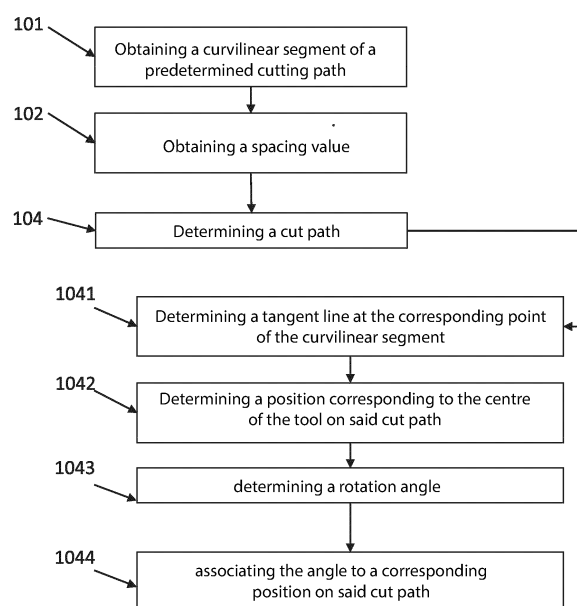 101
Obtaining a curvilinear segment of a
predetermined cutting path
102
Obtaining a spacing value
104
Determining a cut path
1041
Determining a tangent line at the corresponding point
of the curvilinear segment
1042
Determining a position corresponding to the centre
of the tool on said cut path
1043
determining a rotation angle
1044
associating the angle to a corresponding
position on said cut path